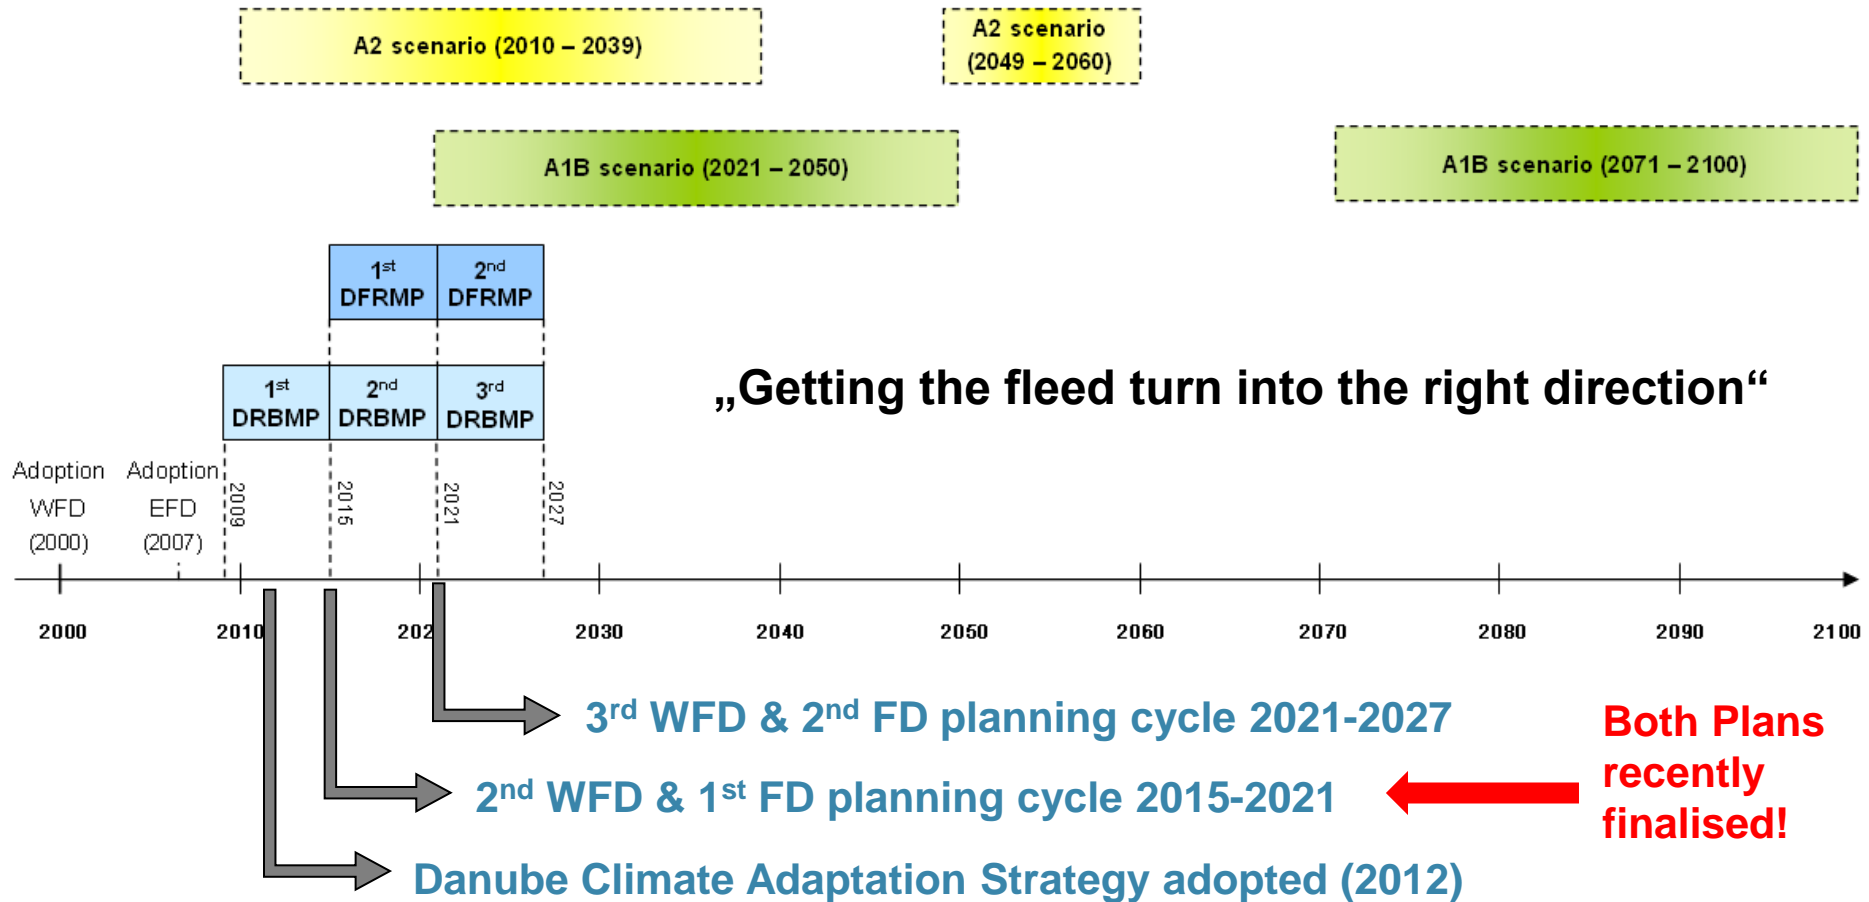 A2 scenario (2010 – 2039)
A2 scenario
(2049 – 2060)
A1B scenario (2021 – 2050)
A1B scenario (2071 – 2100)
1st
DFRMP
2nd
DFRMP
1st
DRBMP
2nd
DRBMP
3rd
DRBMP
„Getting the fleed turn into the right direction“
Adoption
WFD
(2000)
Adoption
EFD
(2007)
2009
2015
2021
2027
2000
2010
202
2030
2040
2050
2060
2070
2080
2090
2100
3rd WFD & 2nd FD planning cycle 2021-2027
2nd WFD & 1st FD planning cycle 2015-2021
Danube Climate Adaptation Strategy adopted (2012)
Both Plans
recently
finalised!